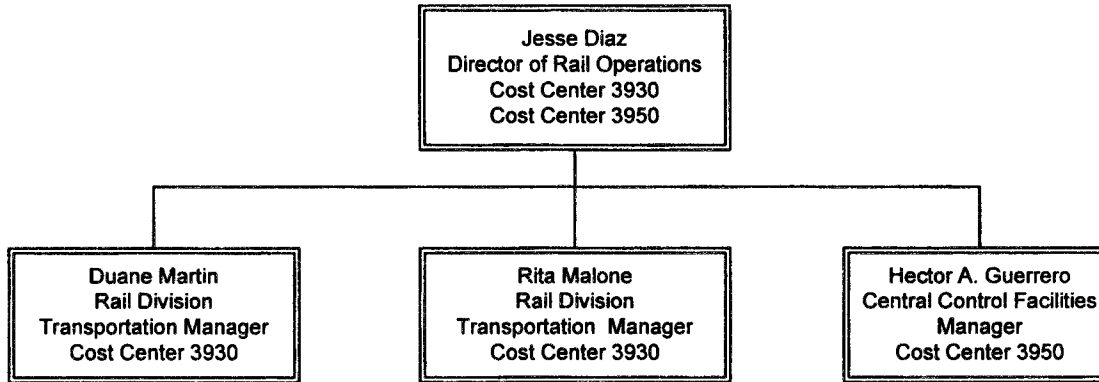 Jesse Diaz
Director of Rail Operations
Cost Center 3930
Cost Center 3950
Duane Martin
Rail Division
Transportation Manager
Cost Center 3930
Rita Malone
Rail Division
Transportation Manager
Cost Center 3930
Hector A. Guerrero
Central Control Facilities
Manager
Cost Center 3950